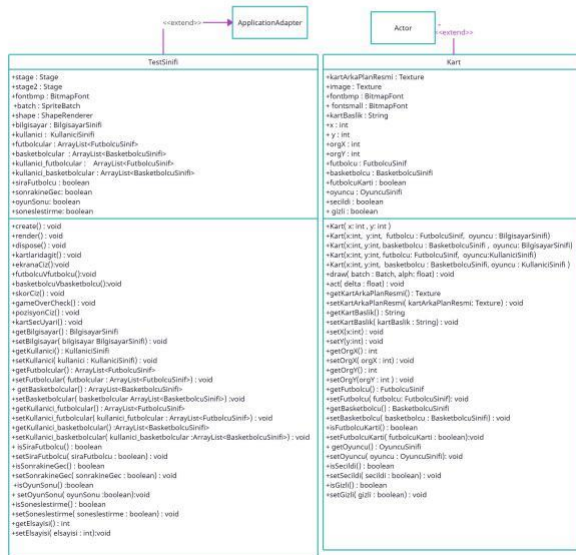 <<extend>>
ApplicationAdapter
Actor
<<extend>>
TestSinifi
+stage : Stage
+stage2 : Stage
+fontbmp : BitmapFont
+batch : SpriteBatch
+shape : ShapeRenderer
+bilgisayar : BilgisayarSinifi
+kullanici : KullaniciSinifi
+futbolcular : ArrayList<FutbolcuSinif>
+basketbolcular : ArrayList<BasketbolcuSinifi>
+kullanici_futbolcular : ArrayList<FutbolcuSinif>
+kullanici_basketbolcular : ArrayList<BasketbolcuSinifi>
+siraFutbolcu : boolean
+sonrakineGec: boolean
+oyunSonu: boolean
+soneslestirme: boolean
+create() : void
+render() : void
+dispose() : void
+kartlaridagit() : void
+ekranaCiz():void
+futbolcuVfutbolcu():void
+basketbolcuVbasketbolcu():void
+skorCiz() : void
+gameOverCheck() : void
+pozisyonCiz() : void
+kartSecUyari() : void
+getBilgisayar() : BilgisayarSinifi
+setBilgisayar( bilgisayar BilgisayarSinifi) : void
+getKullanici() : KullaniciSinifi
+setKullanici( kullanici : KullaniciSinifi) : void
+getFutbolcular() : ArrayList<FutbolcuSinif>
+setFutbolcular( futbolcular : ArrayList<FutbolcuSinif>) : void
+ getBasketbolcular() : ArrayList<BasketbolcuSinifi>
+setBasketbolcular( basketbolcular ArrayList<BasketbolcuSinifi>) :void
+getKullanici_futbolcular() : ArrayList<FutbolcuSinif>
+setKullanici_futbolcular( kullanici_futbolcular : ArrayList<FutbolcuSinif>) : void
+getKullanici_basketbolcular() :ArrayList<BasketbolcuSinifi>
+setKullanici_basketbolcular( kullanici_basketbolcular :ArrayList<BasketbolcuSinifi>) : void
+ isSiraFutbolcu() : boolean
+setSiraFutbolcu( siraFutbolcu : boolean) : void
+isSonrakineGec() : boolean
+setSonrakineGec( sonrakineGec : boolean) : void
+isOyunSonu() :boolean
+ setOyunSonu( oyunSonu :boolean):void
+isSoneslestirme() : boolean
+setSoneslestirme( soneslestirme : boolean) : void
+getElsayisi() : int
+setElsayisi( elsayisi : int):void
Kart
+kartArkaPlanResmi : Texture
+image : Texture
+fontbmp : BitmapFont
+ fontsmall : BitmapFont
+kartBaslik : String
+x : int
+ y : int
+orgX : int
+orgY : int
+futbolcu : FutbolcuSinif
+basketbolcu : BasketbolcuSinifi
+futbolcuKarti : boolean
+oyuncu : OyuncuSinifi
+secildi : boolean
+ gizli : boolean
+Kart( x: int , y: int )
+Kart(x:int, y:int, futbolcu : FutbolcuSinif, oyuncu : BilgisayarSinifi)
+Kart(x:int, y:int, basketbolcu : BasketbolcuSinifi , oyuncu: BilgisayarSinifi)
+Kart(x:int, y:int, futbolcu: FutbolcuSinif, oyuncu:KullaniciSinifi)
+Kart(x:int, y:int, basketbolcu : BasketbolcuSinifi, oyuncu : KullaniciSinifi )
+draw( batch : Batch, alph: float) : void
+act( delta : float) : void
+getKartArkaPlanResmi() : Texture
+setKartArkaPlanResmi( kartArkaPlanResmi: Texture) : void
+getKartBaslik() : String
+setKartBaslik( kartBaslik : String) : void
+setX(x:int) : void
+setY(y:int) : void
+getOrgX() : int
+setOrgX( orgX : int) : void
+getOrgY() : int
+setOrgY(orgY : int ) : void
+getFutbolcu() : FutbolcuSinif
+setFutbolcu( futbolcu: FutbolcuSinif): void
+getBasketbolcu() : BasketbolcuSinifi
+setBasketbolcu( basketbolcu : BasketbolcuSinifi) : void
+isFutbolcuKarti() : boolean
+setFutbolcuKarti( futbolcuKarti : boolean):void
+ getOyuncu() : OyuncuSinifi
+setOyuncu( oyuncu : OyuncuSinifi): void
+isSecildi() : boolean
+setSecildi( secildi : boolean) : void
+isGizli() : boolean
+setGizli( gizli : boolean) : void